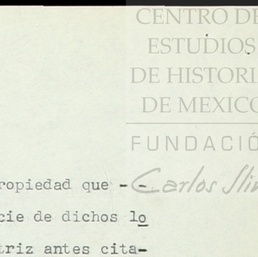 CENTRO DE
ESTUDIOS
DE HISTORI
DE MEXICO
FUNDACIÓ
Carlos Slim
ropiedad que - -
cie de dichos lo
triz antes cita-